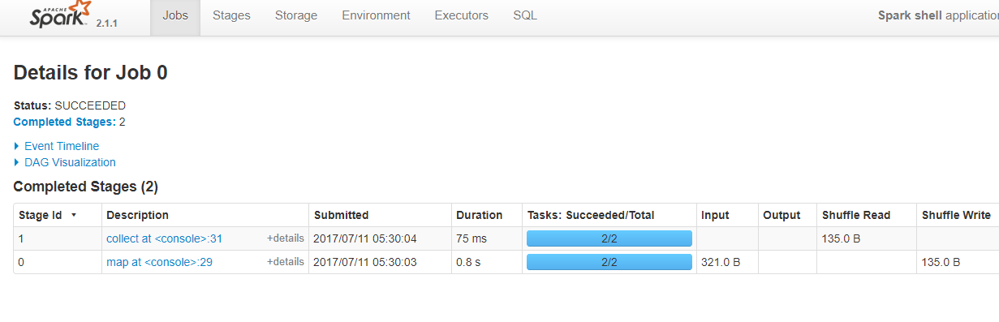 APACHE Spark 2.1.1 Jobs Stages Storage Environment Executors SQL Spark shell
Details for Job 0
Status: SUCCEEDED
Completed Stages: 2
Event Timeline
DAG Visualization
Completed Stages (2)
Stage Id Description Submitted Duration Tasks: Succeeded/Total Input Output Shuffle Read Shuffle Write
1 collect at <console>:31 +details 2017/07/11 05:30:04 75 ms 2/2 135.0 B
0 map at <console>:29 +details 2017/07/11 05:30:03 0.8 s 2/2 321.0 B 135.0 B